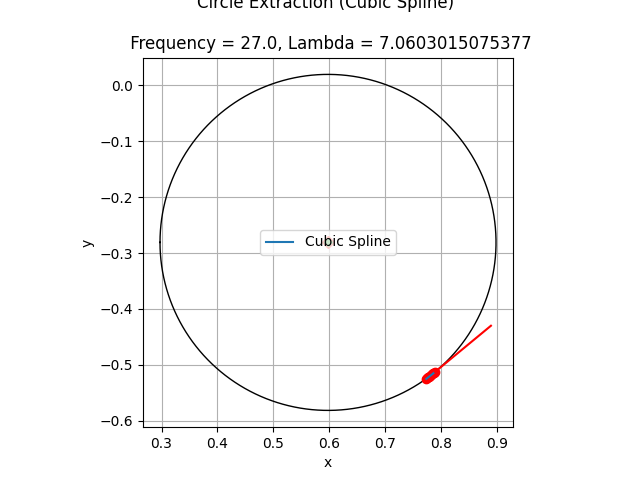 Circle Extraction (Cubic Spline)
Frequency = 27.0, Lambda = 7.0603015075377
y
0.0
−0.1
−0.2
−0.3
−0.4
−0.5
−0.6
Cubic Spline
0.3 0.4 0.5 0.6 0.7 0.8 0.9
x